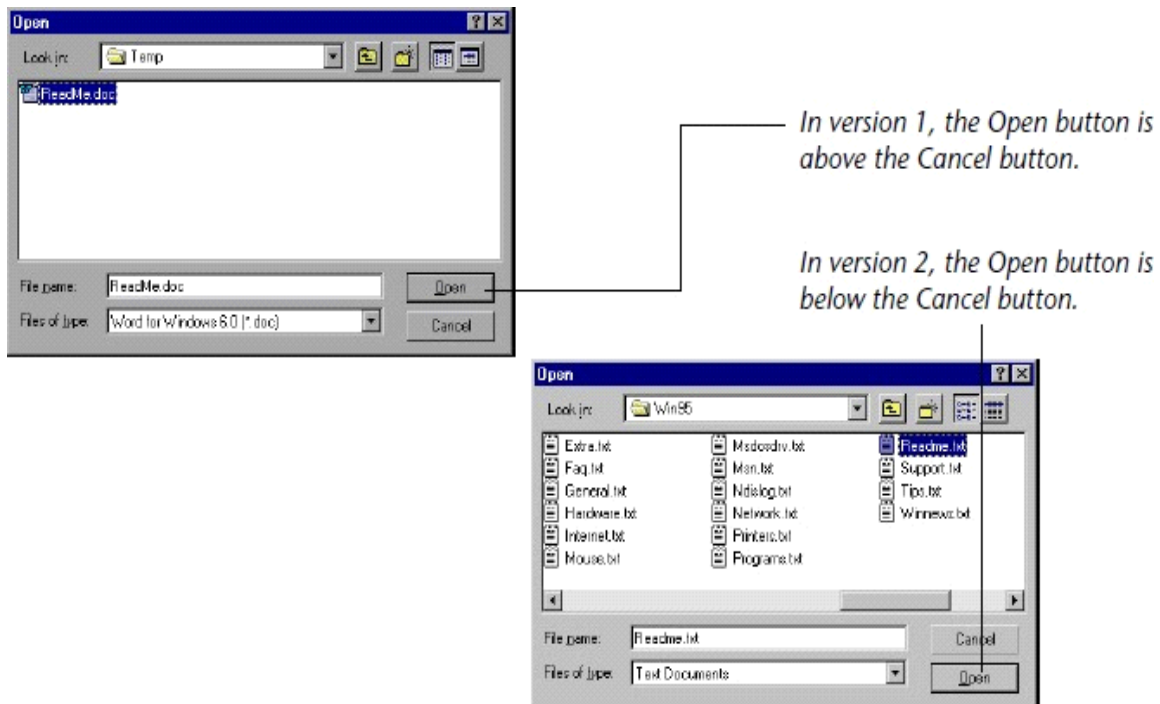 Open
Look in:
Temp
ReadMe.doc
File name:
ReadMe.doc
Open
Files of type:
Word for Windows 6.0 (*.doc)
Cancel
In version 1, the Open button is
above the Cancel button.
In version 2, the Open button is
below the Cancel button.
Open
Look in:
Win95
Extra.txt
Faq.txt
General.txt
Hardware.txt
Internet.txt
Mouse.txt
Msdosdrv.txt
Msn.txt
Ndislog.txt
Network.txt
Printers.txt
Programs.txt
Readme.txt
Support.txt
Tips.txt
Winnews.txt
File name:
Readme.txt
Cancel
Files of type:
Text Documents
Open